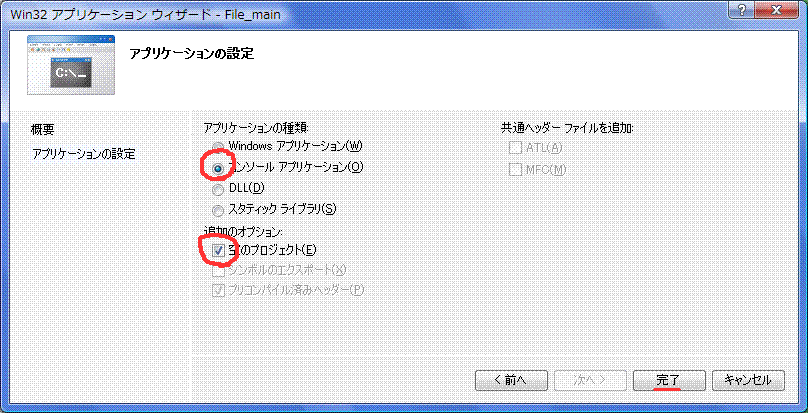 Win32 アプリケーション ウィザード - File_main
C:\_
アプリケーションの設定
概要
アプリケーションの設定
アプリケーションの種類:
Windows アプリケーション(W)
コンソール アプリケーション(O)
DLL(D)
スタティック ライブラリ(S)
追加のオプション:
空のプロジェクト(E)
シンボルのエクスポート(X)
プリコンパイル済みヘッダー(P)
共通ヘッダー ファイルを追加:
ATL(A)
MFC(M)
< 前へ
次へ >
完了
キャンセル